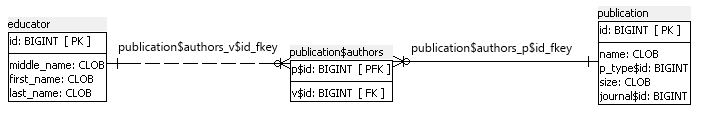 educator
id: BIGINT [ PK ]
middle_name: CLOB
first_name: CLOB
last_name: CLOB
publication$authors_v$id_fkey
publication$authors
p$id: BIGINT [ PFK ]
v$id: BIGINT [ FK ]
publication$authors_p$id_fkey
publication
id: BIGINT [ PK ]
name: CLOB
p_type$id: BIGINT
size: CLOB
journal$id: BIGINT